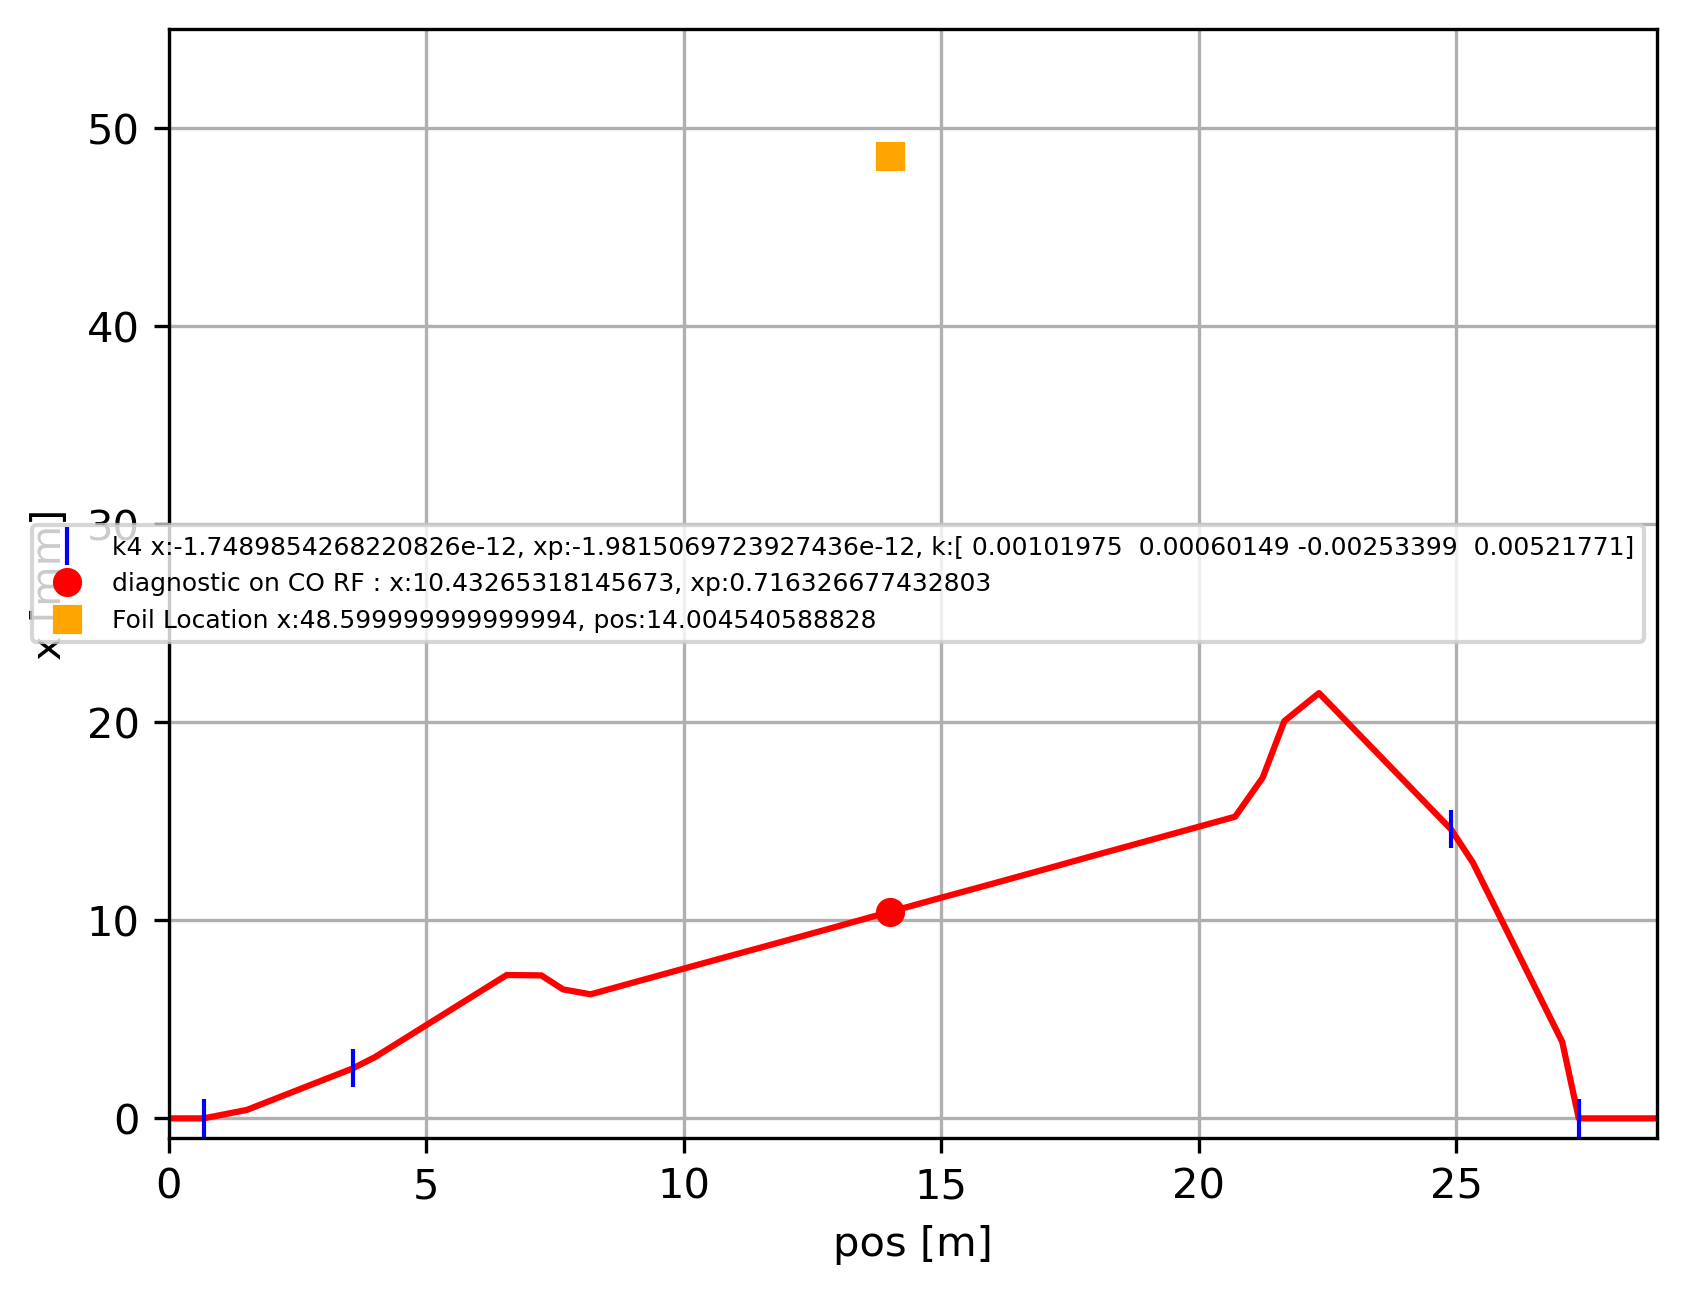 50
40
30
x [mm]
k4 x:-1.7489854268220826e-12, xp:-1.9815069723927436e-12, k:[ 0.00101975  0.00060149 -0.00253399  0.00521771]
diagnostic on CO RF : x:10.43265318145673, xp:0.716326677432803
Foil Location x:48.599999999999994, pos:14.004540588828
20
10
0
0 5 10 15 20 25
pos [m]